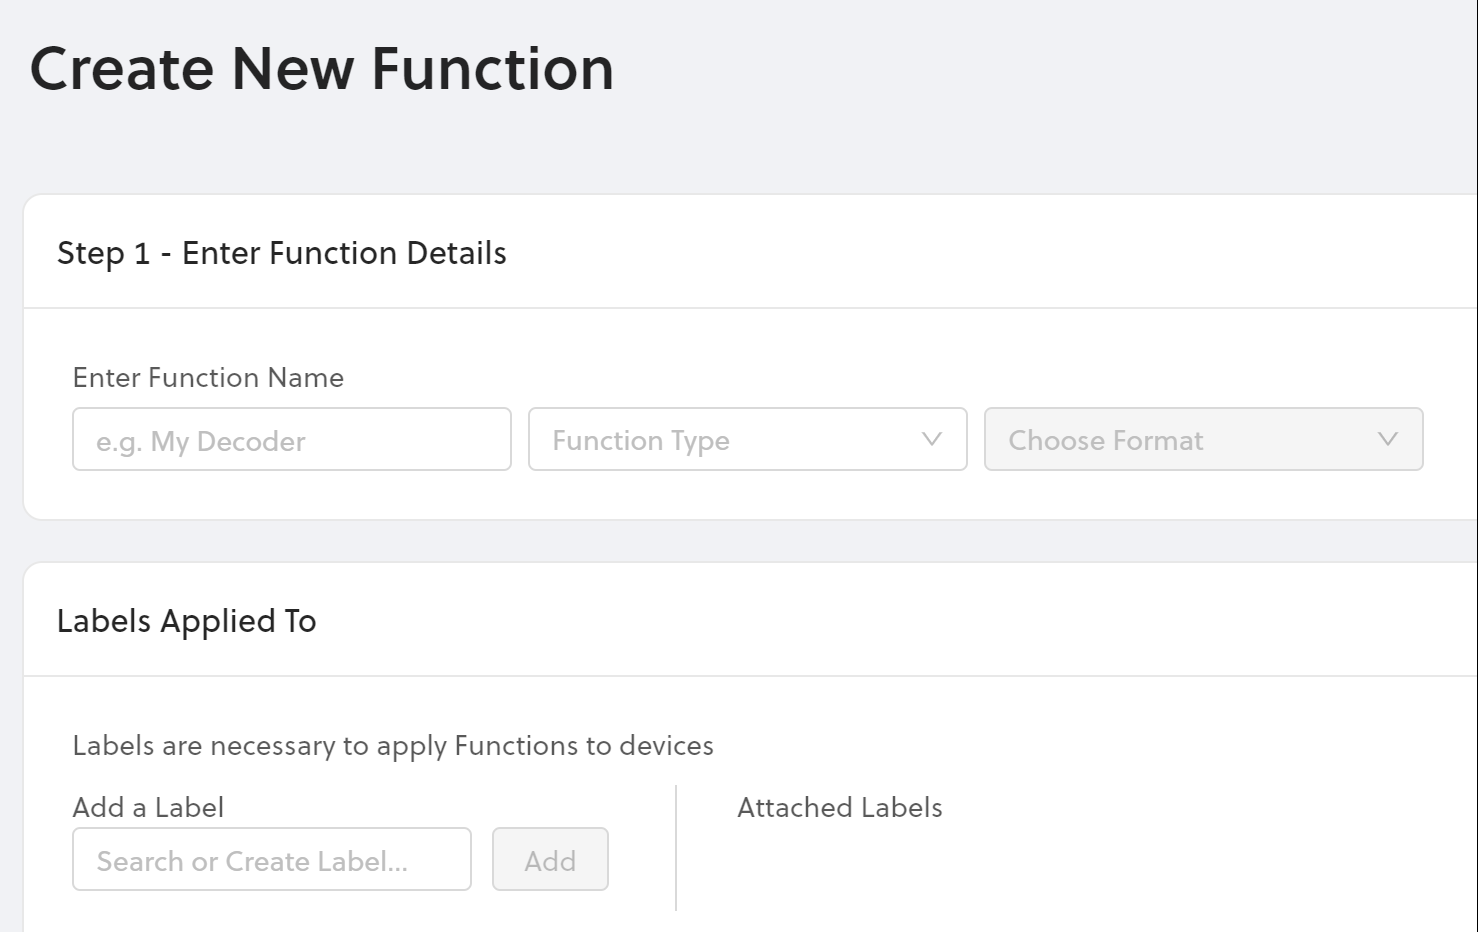 Create New Function
Step 1 - Enter Function Details
Enter Function Name
e.g. My Decoder
Function Type
Choose Format
Labels Applied To
Labels are necessary to apply Functions to devices
Add a Label
Attached Labels
Search or Create Label...
Add